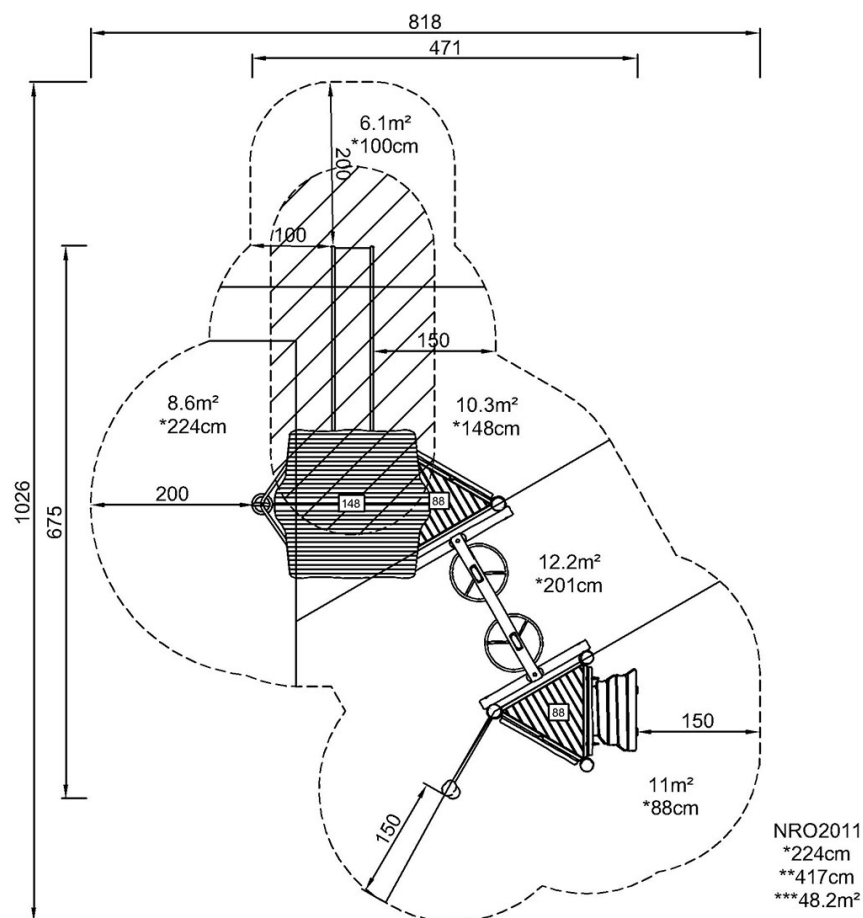 818
471
6.1m²
*100cm
200
100
150
8.6m²
*224cm
10.3m²
*148cm
1026
675
200
148
88
12.2m²
*201cm
88
150
11m²
*88cm
150
NRO2011
*224cm
**417cm
***48.2m²